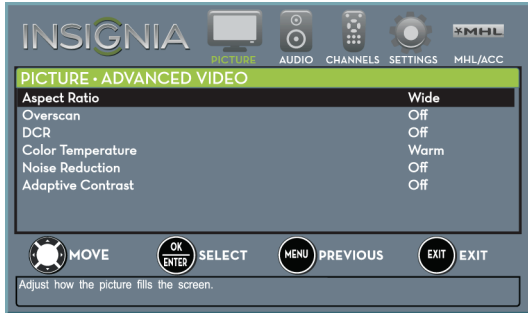 INSIGNIA
PICTURE AUDIO CHANNELS SETTINGS MHL MHL/ACC
PICTURE • ADVANCED VIDEO
Aspect Ratio Wide
Overscan Off
DCR Off
Color Temperature Warm
Noise Reduction Off
Adaptive Contrast Off
MOVE OK ENTER SELECT MENU PREVIOUS EXIT EXIT
Adjust how the picture fills the screen.